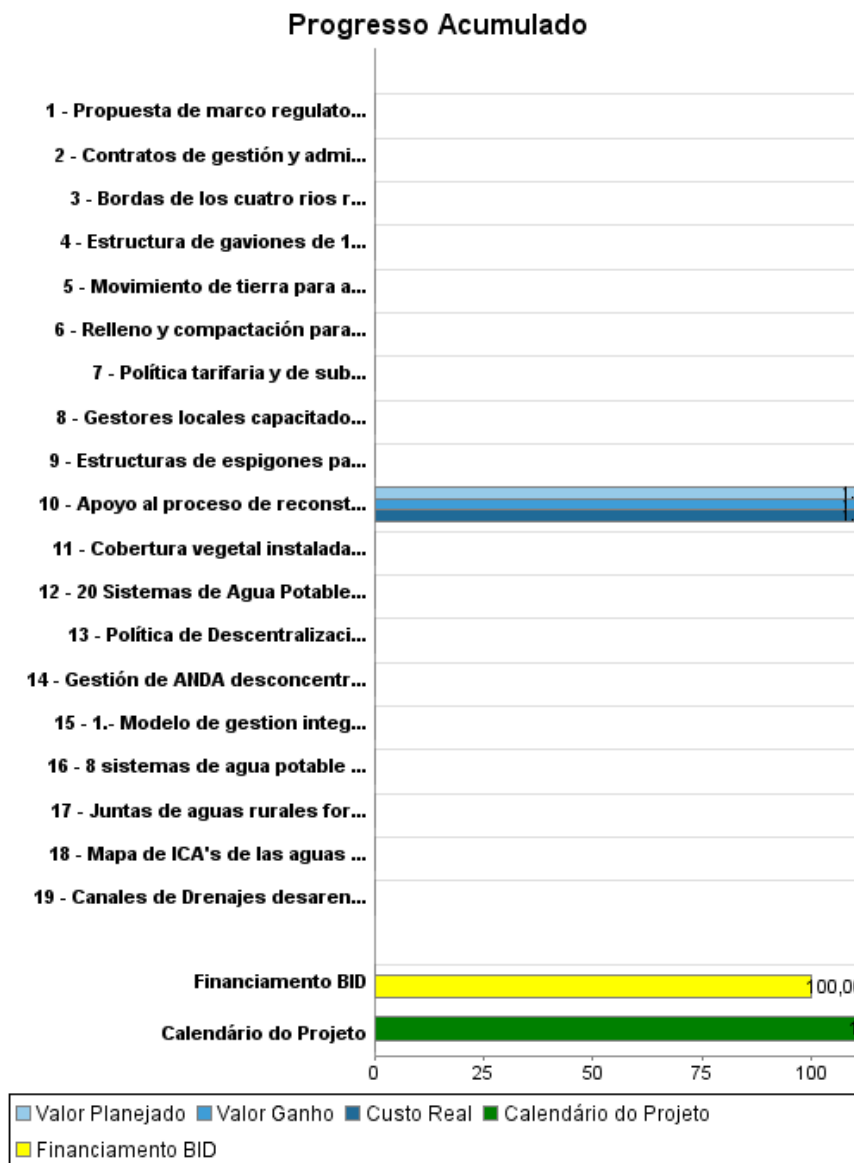 Progresso Acumulado
1 - Propuesta de marco regulato...
2 - Contratos de gestión y admi...
3 - Bordas de los cuatro rios r...
4 - Estructura de gaviones de 1...
5 - Movimiento de tierra para a...
6 - Relleno y compactación para...
7 - Política tarifaria y de sub...
8 - Gestores locales capacitado...
9 - Estructuras de espigones pa...
10 - Apoyo al proceso de reconst...
11 - Cobertura vegetal instalada...
12 - 20 Sistemas de Agua Potable...
13 - Política de Descentralizaci...
14 - Gestión de ANDA desconcentr...
15 - 1.- Modelo de gestion integ...
16 - 8 sistemas de agua potable ...
17 - Juntas de aguas rurales for...
18 - Mapa de ICA's de las aguas ...
19 - Canales de Drenajes desaren...
Financiamento BID 100,0
Calendário do Projeto
0 25 50 75 100
Valor Planejado Valor Ganho Custo Real Calendário do Projeto
Financiamento BID